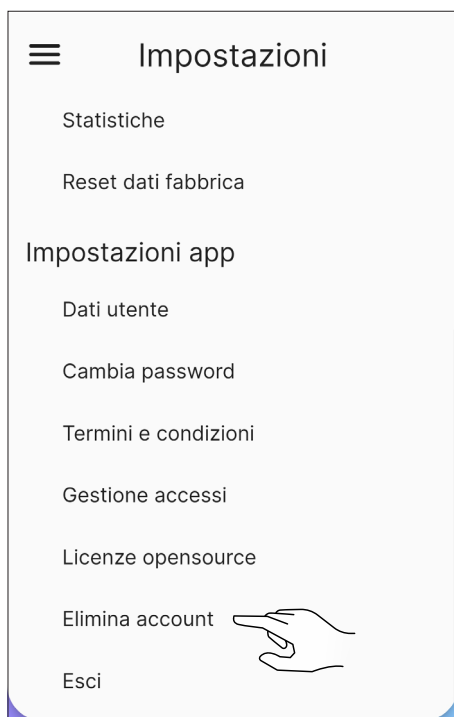 Impostazioni
Statistiche
Reset dati fabbrica
Impostazioni app
Dati utente
Cambia password
Termini e condizioni
Gestione accessi
Licenze opensource
Elimina account
Esci